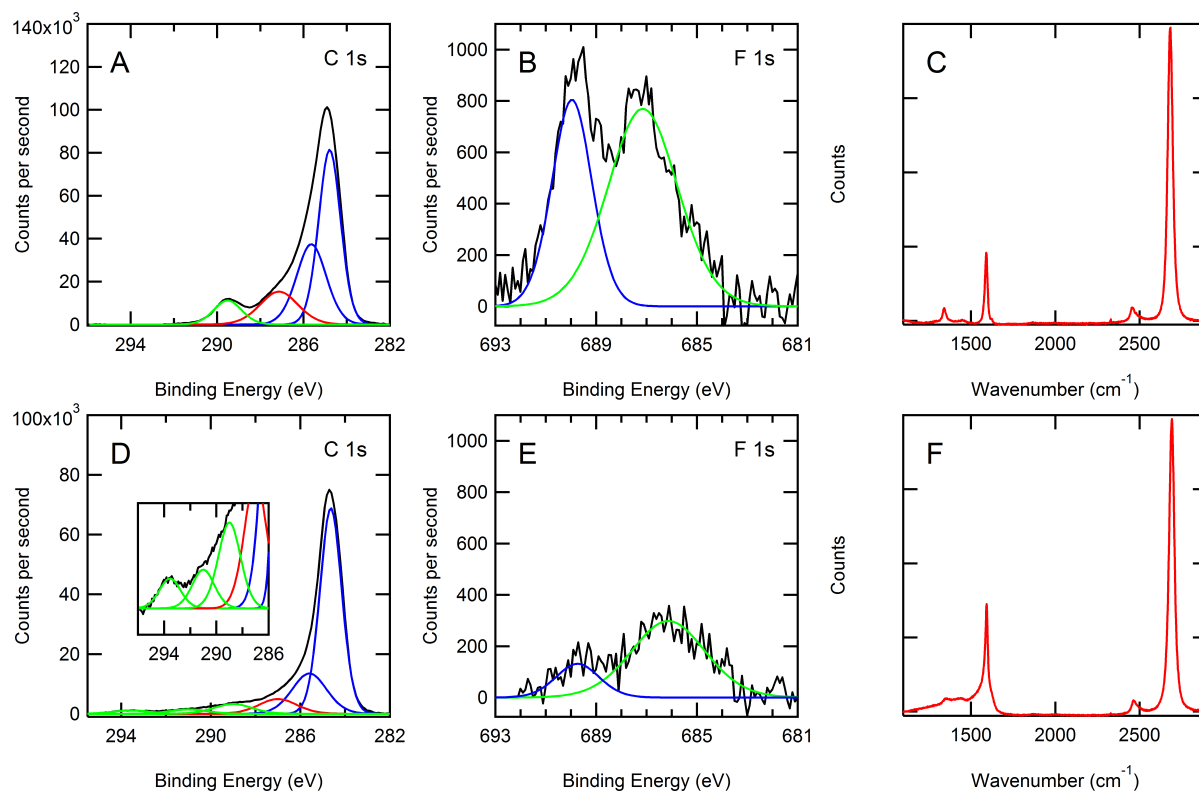 140x10³
120
100
80
60
40
20
0
A
C 1s
Counts per second
294
290
286
282
Binding Energy (eV)
1000
800
600
400
200
0
B
F 1s
Counts per second
693
689
685
681
Binding Energy (eV)
C
Counts
1500
2000
2500
Wavenumber (cm⁻¹)
100x10³
80
60
40
20
0
D
C 1s
Counts per second
294
290
286
294
290
286
282
Binding Energy (eV)
1000
800
600
400
200
0
E
F 1s
Counts per second
693
689
685
681
Binding Energy (eV)
F
Counts
1500
2000
2500
Wavenumber (cm⁻¹)